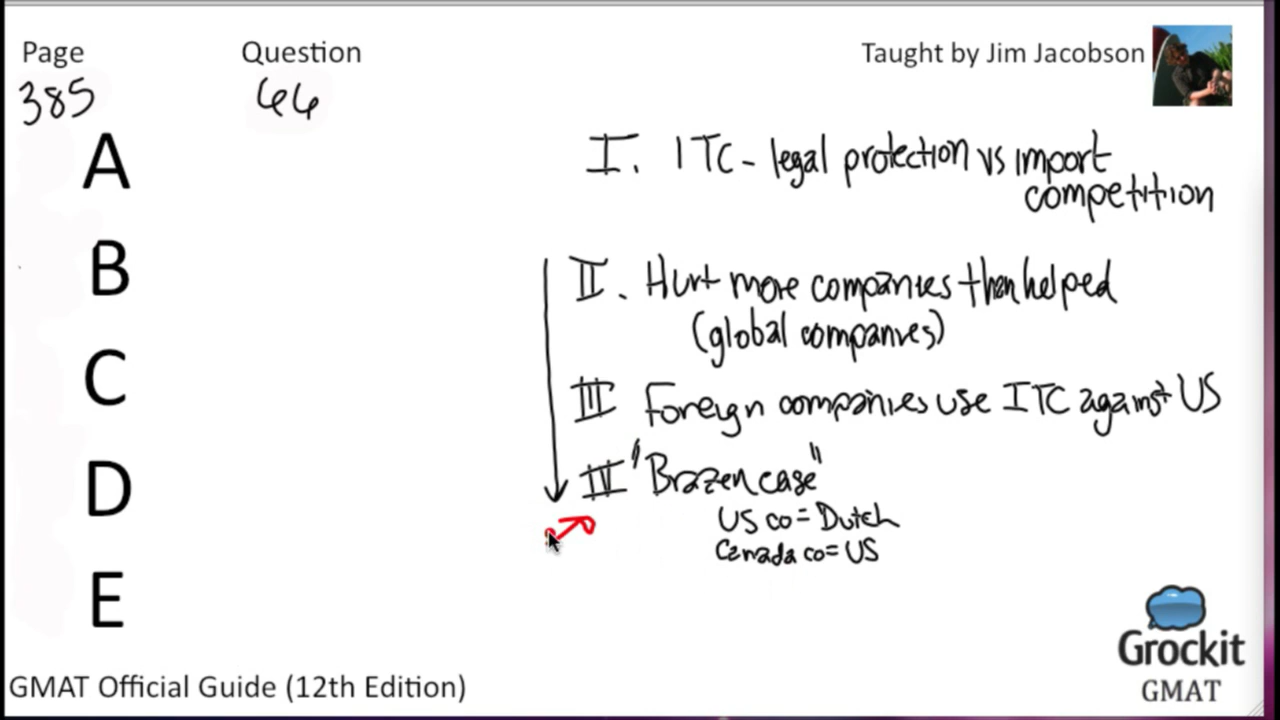 Page Question Taught by Jim Jacobson
385 66
A
B
C
D
E
I. ITC - legal protection vs import
competition
II. Hurt more companies than helped
(global companies)
III Foreign companies use ITC against US
IV "Brazen case"
US co = Dutch
Canada co = US
Grockit
GMAT
GMAT Official Guide (12th Edition)